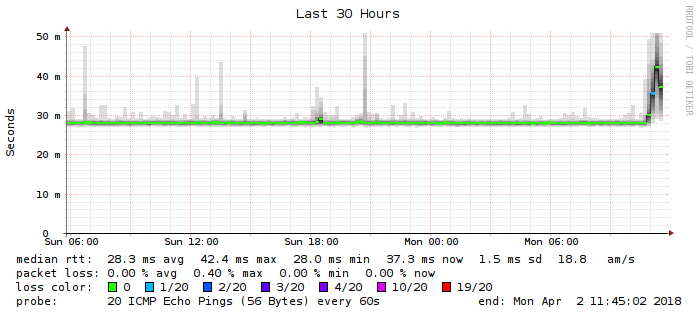 Last 30 Hours
RRDTOOL / TOBI OETIKER
Seconds
50 m
40 m
30 m
20 m
10 m
0
Sun 06:00 Sun 12:00 Sun 18:00 Mon 00:00 Mon 06:00
median rtt: 28.3 ms avg 42.4 ms max 28.0 ms min 37.3 ms now 1.5 ms sd 18.8 am/s
packet loss: 0.00 % avg 0.40 % max 0.00 % min 0.00 % now
loss color: 0 1/20 2/20 3/20 4/20 10/20 19/20
probe: 20 ICMP Echo Pings (56 Bytes) every 60s end: Mon Apr 2 11:45:02 2018